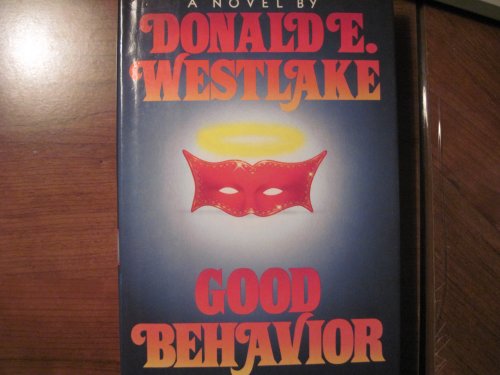 A NOVEL BY
DONALD E.
WESTLAKE
GOOD
BEHAVIOR